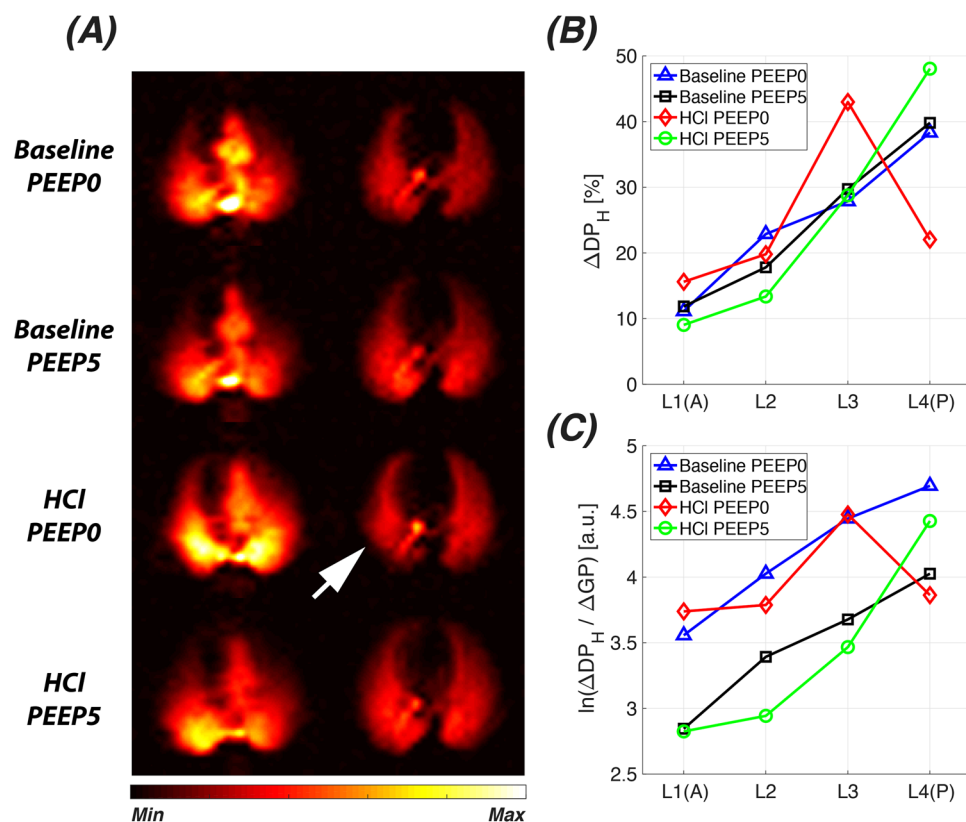 (A)
Baseline
PEEP0
Baseline
PEEP5
HCl
PEEP0
HCl
PEEP5
Min
Max
(B)
50
40
30
20
10
0
ΔDP_H [%]
Baseline PEEP0
Baseline PEEP5
HCl PEEP0
HCl PEEP5
L1(A)
L2
L3
L4(P)
(C)
5
4.5
4
3.5
3
2.5
ln(ΔDP_H / ΔGP) [a.u.]
Baseline PEEP0
Baseline PEEP5
HCl PEEP0
HCl PEEP5
L1(A)
L2
L3
L4(P)